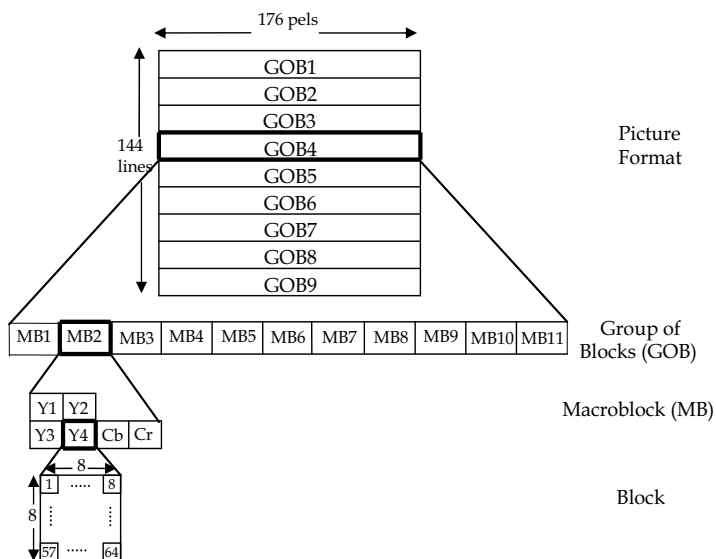 176 pels
GOB1
GOB2
GOB3
144
lines
GOB4
GOB5
GOB6
GOB7
GOB8
GOB9
Picture
Format
MB1 MB2 MB3 MB4 MB5 MB6 MB7 MB8 MB9 MB10 MB11
Group of
Blocks (GOB)
Y1 Y2
Y3 Y4 Cb Cr
Macroblock (MB)
8
1 ..... 8
8
57 ..... 64
Block